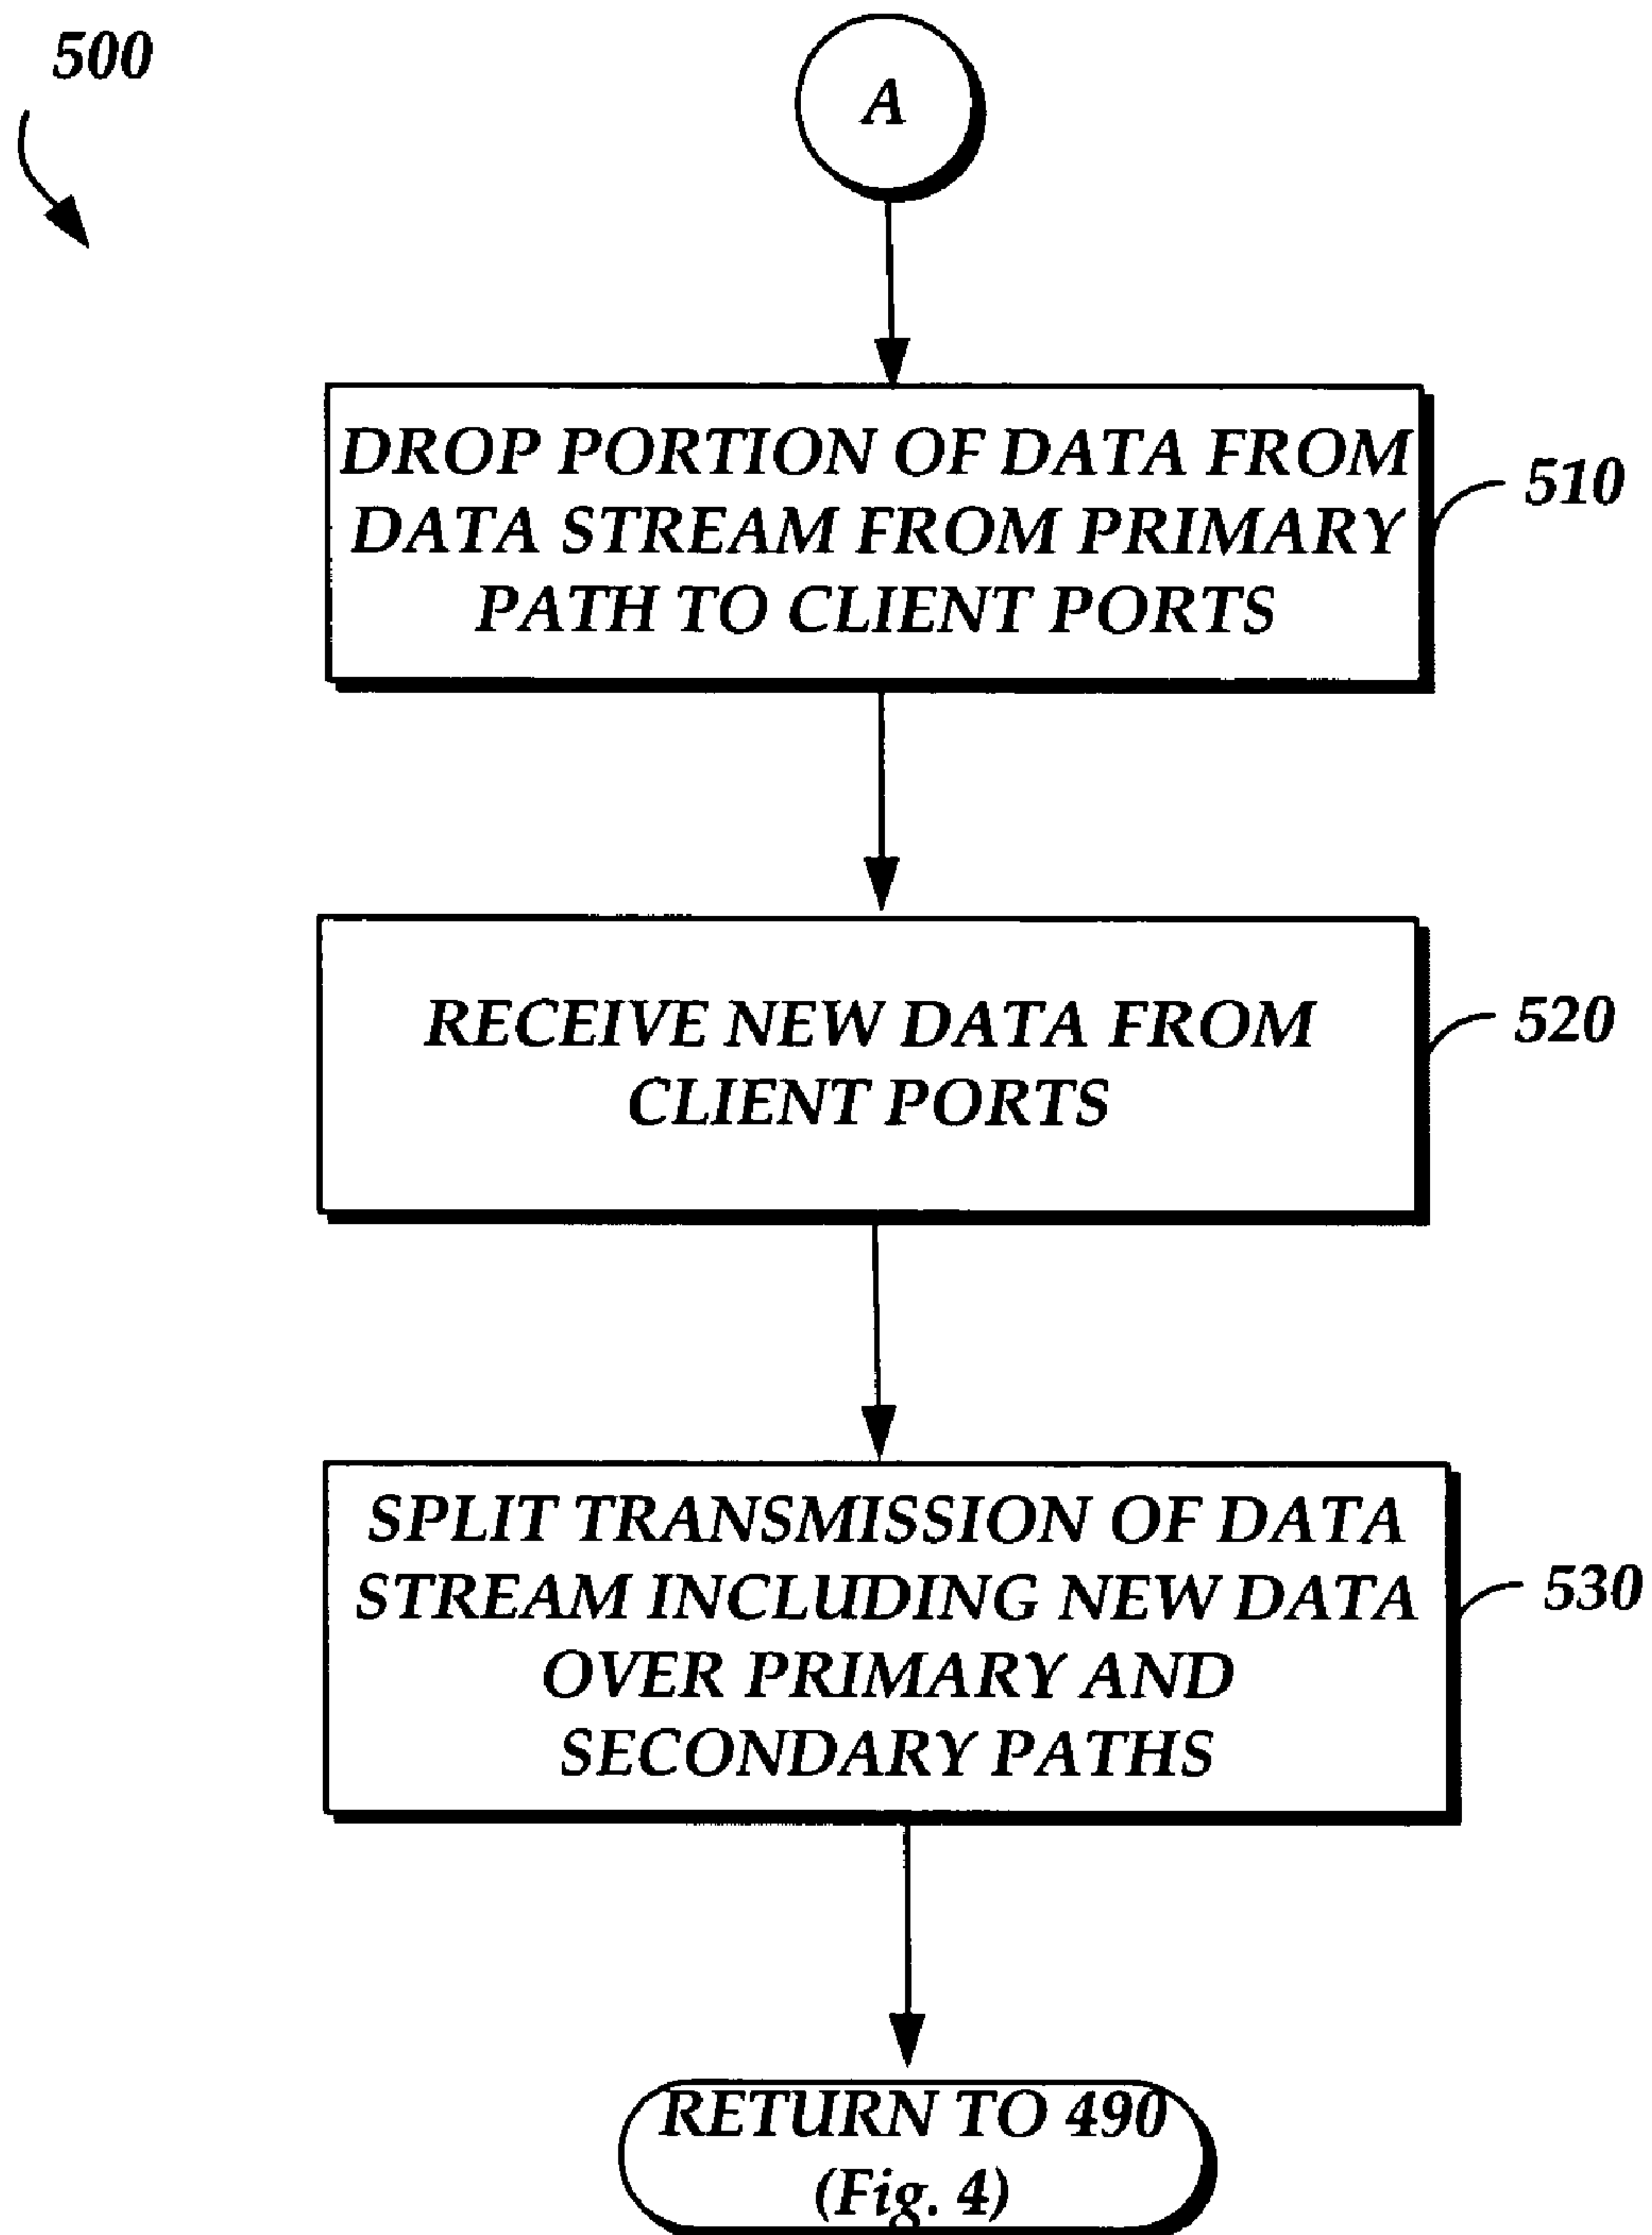 500
A
DROP PORTION OF DATA FROM
DATA STREAM FROM PRIMARY
PATH TO CLIENT PORTS
510
RECEIVE NEW DATA FROM
CLIENT PORTS
520
SPLIT TRANSMISSION OF DATA
STREAM INCLUDING NEW DATA
OVER PRIMARY AND
SECONDARY PATHS
530
RETURN TO 490
(Fig. 4)